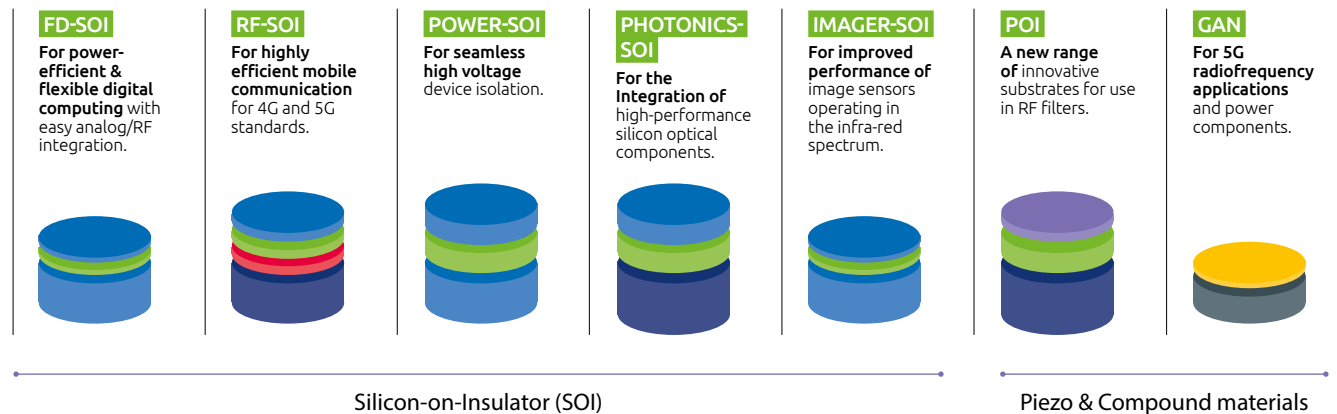 FD-SOI
For power-
efficient &
flexible digital
computing with
easy analog/RF
integration.
RF-SOI
For highly
efficient mobile
communication
for 4G and 5G
standards.
POWER-SOI
For seamless
high voltage
device isolation.
PHOTONICS-
SOI
For the
Integration of
high-performance
silicon optical
components.
IMAGER-SOI
For improved
performance of
image sensors
operating in
the infra-red
spectrum.
POI
A new range
of innovative
substrates for use
in RF filters.
GAN
For 5G
radiofrequency
applications
and power
components.
Silicon-on-Insulator (SOI)
Piezo & Compound materials